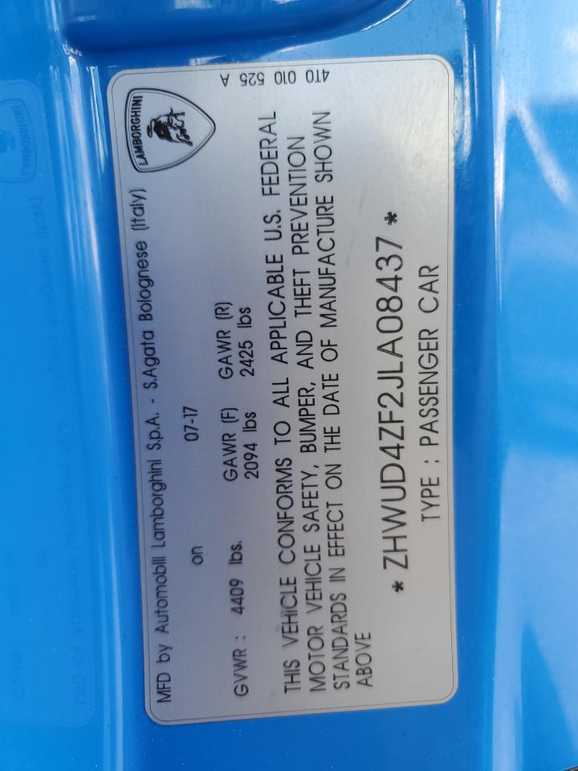 LAMBORGHINI
4T0 010 525 A
MFD by Automobili Lamborghini S.p.A. - S.Agata Bolognese (Italy)
on 07-17
GVWR : 4409 lbs. GAWR (F) GAWR (R)
2094 lbs 2425 lbs
THIS VEHICLE CONFORMS TO ALL APPLICABLE U.S. FEDERAL
MOTOR VEHICLE SAFETY, BUMPER, AND THEFT PREVENTION
STANDARDS IN EFFECT ON THE DATE OF MANUFACTURE SHOWN
ABOVE
* ZHWUD4ZF2JLA08437 *
TYPE : PASSENGER CAR